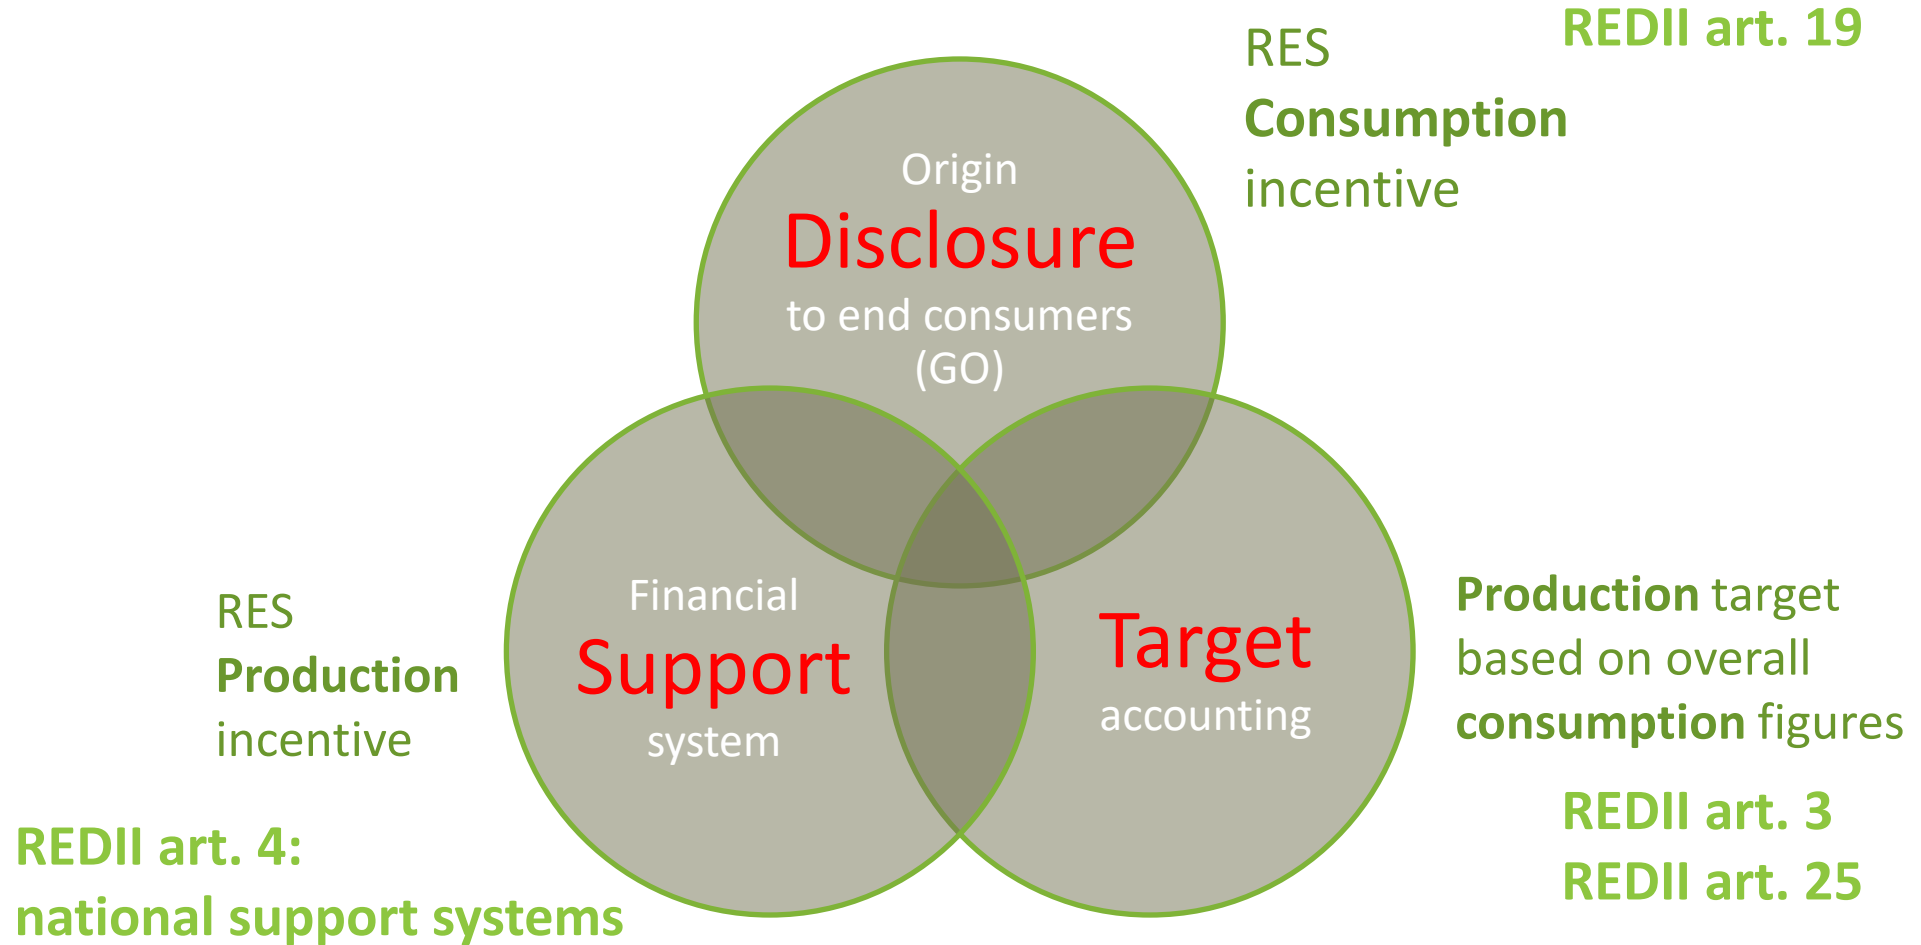 REDII art. 19
RES
Consumption
incentive
Origin
Disclosure
to end consumers
(GO)
RES
Production
incentive
Financial
Support
system
Target
accounting
Production target
based on overall
consumption figures
REDII art. 3
REDII art. 25
REDII art. 4:
national support systems